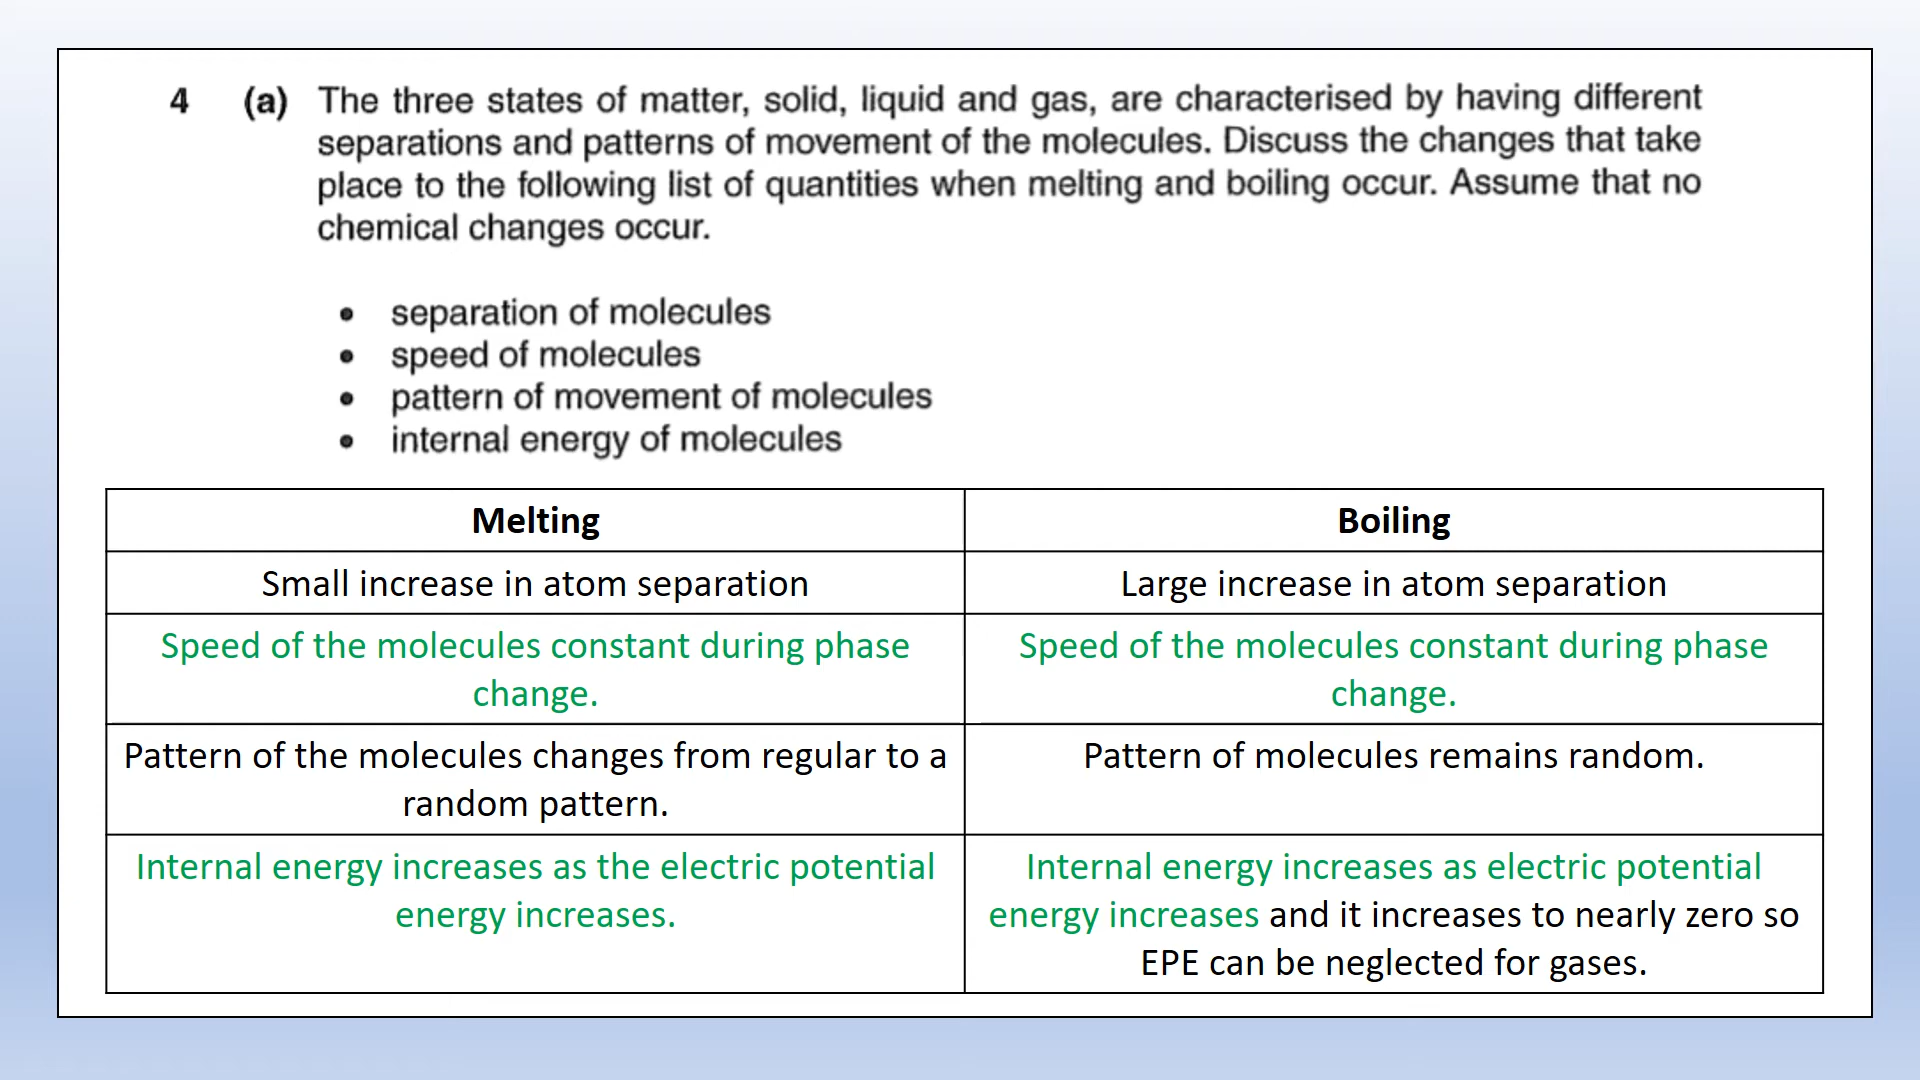 4 (a) The three states of matter, solid, liquid and gas, are characterised by having different
separations and patterns of movement of the molecules. Discuss the changes that take
place to the following list of quantities when melting and boiling occur. Assume that no
chemical changes occur.
• separation of molecules
• speed of molecules
• pattern of movement of molecules
• internal energy of molecules
Melting
Boiling
Small increase in atom separation
Large increase in atom separation
Speed of the molecules constant during phase
change.
Speed of the molecules constant during phase
change.
Pattern of the molecules changes from regular to a
random pattern.
Pattern of molecules remains random.
Internal energy increases as the electric potential
energy increases.
Internal energy increases as electric potential
energy increases and it increases to nearly zero so
EPE can be neglected for gases.